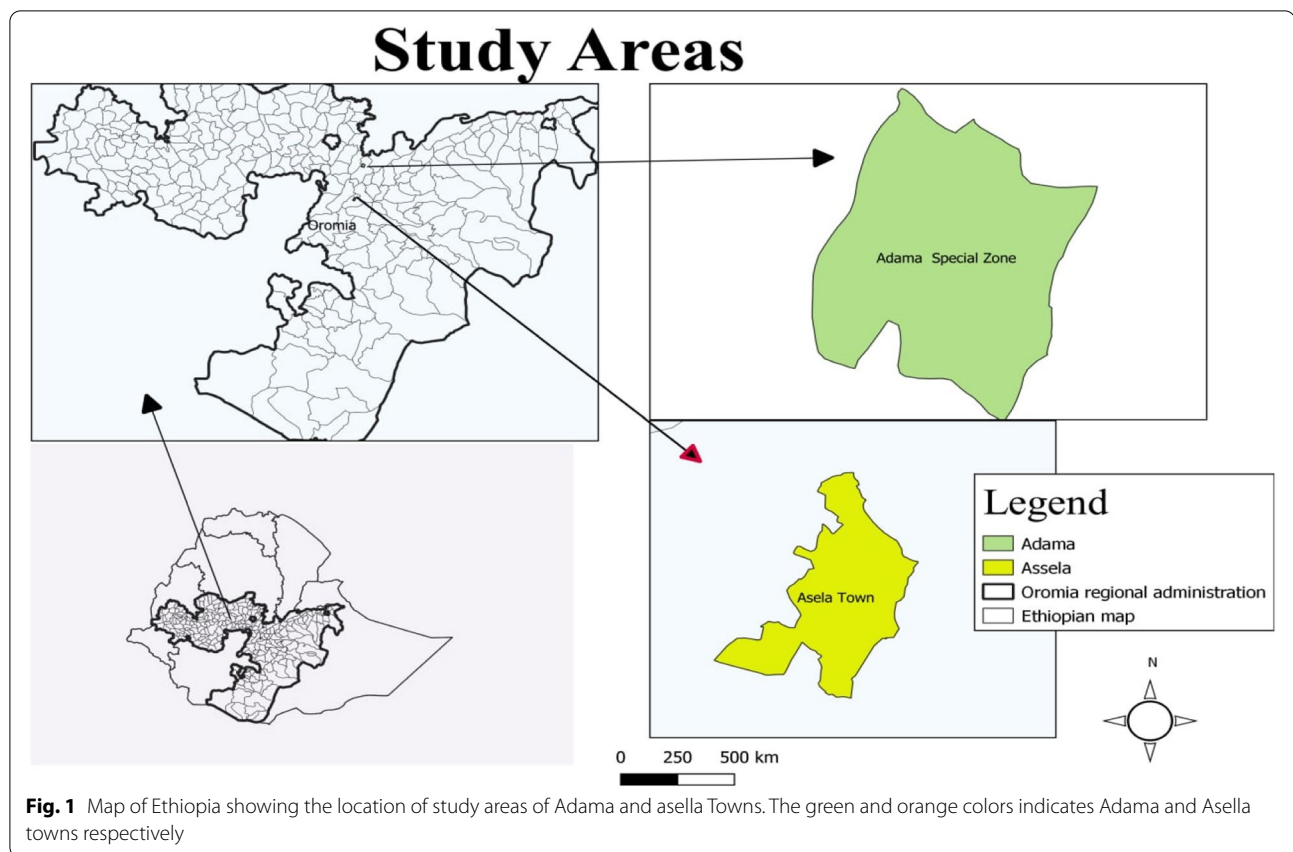 Study Areas
Oromia
Adama Special Zone
Asela Town
Legend
Adama
Assela
Oromia regional administration
Ethiopian map
N
0 250 500 km
Fig. 1 Map of Ethiopia showing the location of study areas of Adama and asella Towns. The green and orange colors indicates Adama and Asella
towns respectively